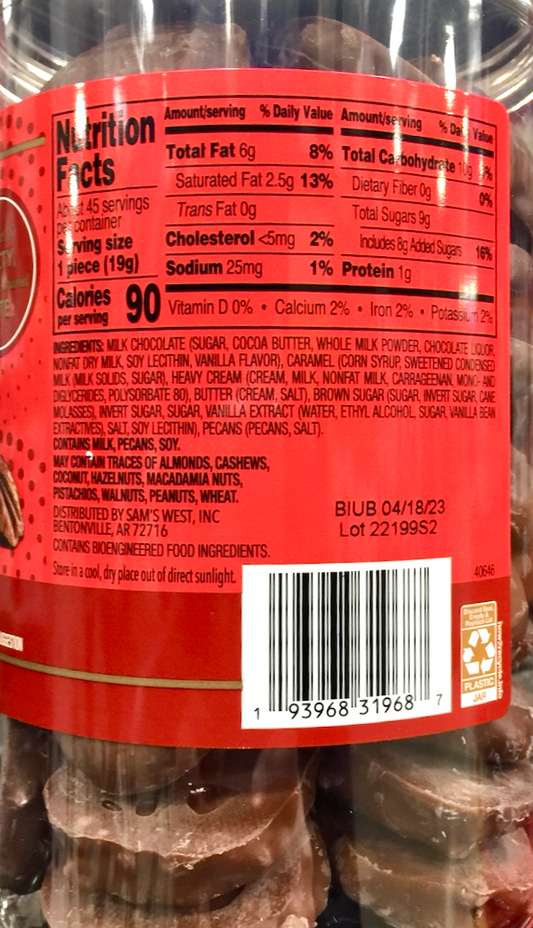 Nutrition Facts
About 45 servings
per container
Serving size
1 piece (19g)
Calories 90
per serving
Amount/serving % Daily Value
Total Fat 6g 8%
Saturated Fat 2.5g 13%
Trans Fat 0g
Cholesterol <5mg 2%
Sodium 25mg 1%
Amount/serving % Daily Value
Total Carbohydrate 10g
Dietary Fiber 0g 0%
Total Sugars 9g
Includes 8g Added Sugars 16%
Protein 1g
Vitamin D 0% • Calcium 2% • Iron 2% • Potassium 2%
INGREDIENTS: MILK CHOCOLATE (SUGAR, COCOA BUTTER, WHOLE MILK POWDER, CHOCOLATE LIQUOR,
NONFAT DRY MILK, SOY LECITHIN, VANILLA FLAVOR), CARAMEL (CORN SYRUP, SWEETENED CONDENSED
MILK (MILK SOLIDS, SUGAR), HEAVY CREAM (CREAM, MILK, NONFAT MILK, CARRAGEENAN, MONO- AND
DIGLYCERIDES, POLYSORBATE 80), BUTTER (CREAM, SALT), BROWN SUGAR (SUGAR, INVERT SUGAR, CANE
MOLASSES), INVERT SUGAR, SUGAR, VANILLA EXTRACT (WATER, ETHYL ALCOHOL, SUGAR, VANILLA BEAN
EXTRACTIVES), SALT, SOY LECITHIN), PECANS (PECANS, SALT).
CONTAINS MILK, PECANS, SOY.
MAY CONTAIN TRACES OF ALMONDS, CASHEWS,
COCONUT, HAZELNUTS, MACADAMIA NUTS,
PISTACHIOS, WALNUTS, PEANUTS, WHEAT.
DISTRIBUTED BY SAM'S WEST, INC
BENTONVILLE, AR 72716
CONTAINS BIOENGINEERED FOOD INGREDIENTS.
Store in a cool, dry place out of direct sunlight.
BIUB 04/18/23
Lot 22199S2
40646
1 93968 31968 7
Discard Seal,
Empty &
Replace Lid
PLASTIC
JAR
how2recycle.info